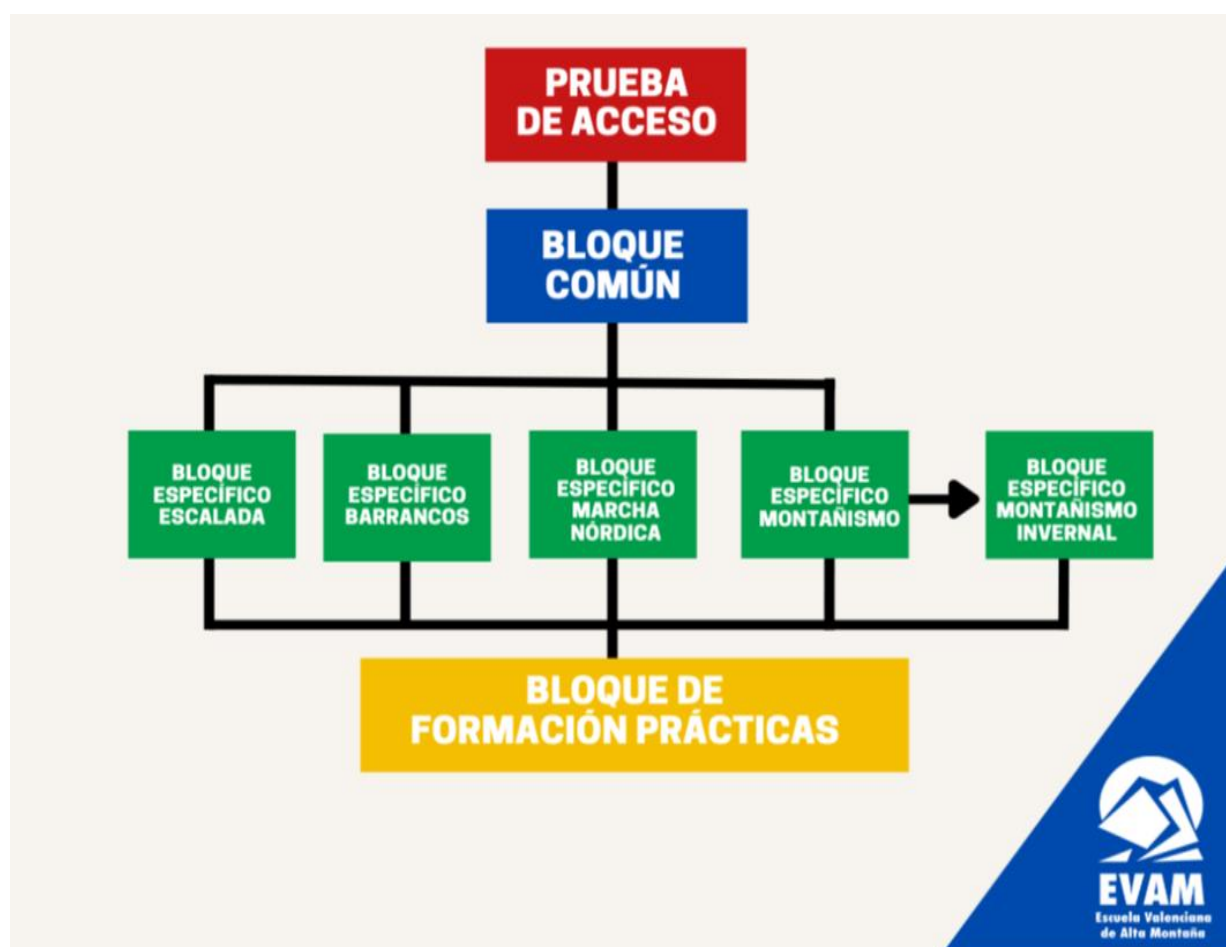 PRUEBA
DE ACCESO
BLOQUE
COMÚN
BLOQUE
ESPECÍFICO
ESCALADA
BLOQUE
ESPECÍFICO
BARRANCOS
BLOQUE
ESPECÍFICO
MARCHA
NÓRDICA
BLOQUE
ESPECÍFICO
MONTAÑISMO
BLOQUE
ESPECÍFICO
MONTAÑISMO
INVERNAL
BLOQUE DE
FORMACIÓN PRÁCTICAS
EVAM
Escuela Valenciana
de Alta Montaña